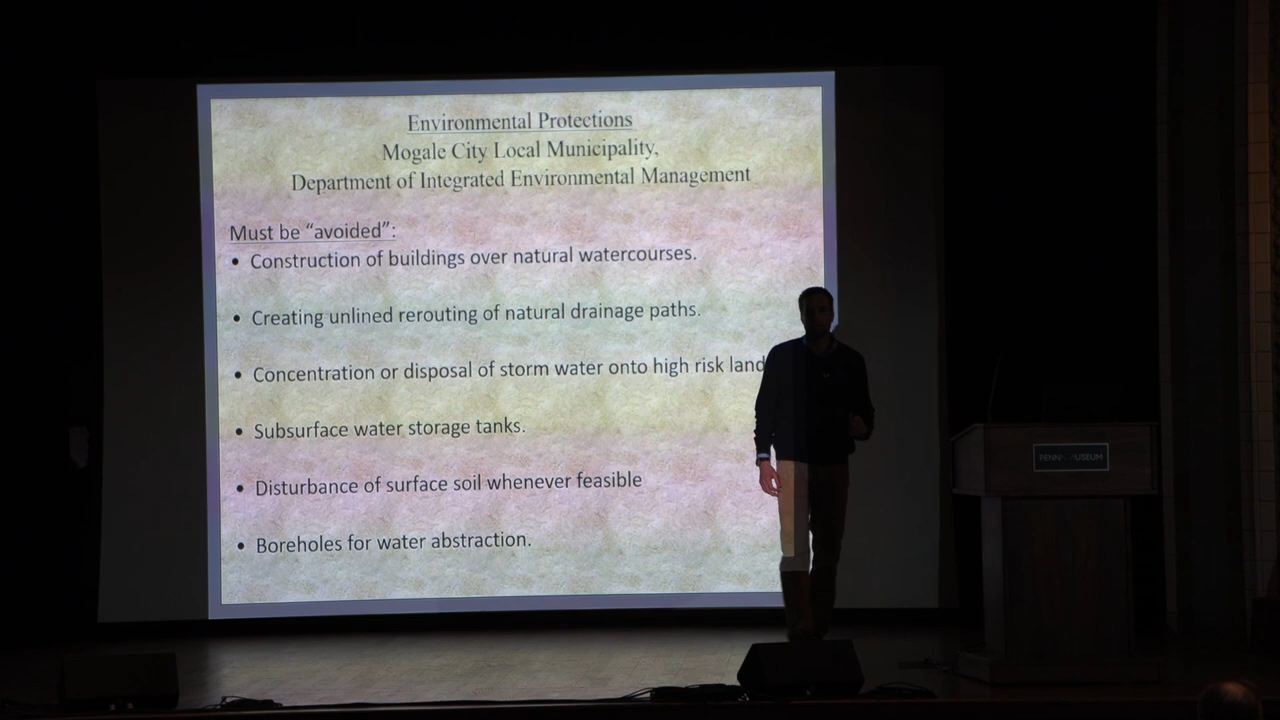 Environmental Protections
Mogale City Local Municipality,
Department of Integrated Environmental Management
Must be “avoided”:
• Construction of buildings over natural watercourses.
• Creating unlined rerouting of natural drainage paths.
• Concentration or disposal of storm water onto high risk land
• Subsurface water storage tanks.
• Disturbance of surface soil whenever feasible
• Boreholes for water abstraction.
PENN MUSEUM